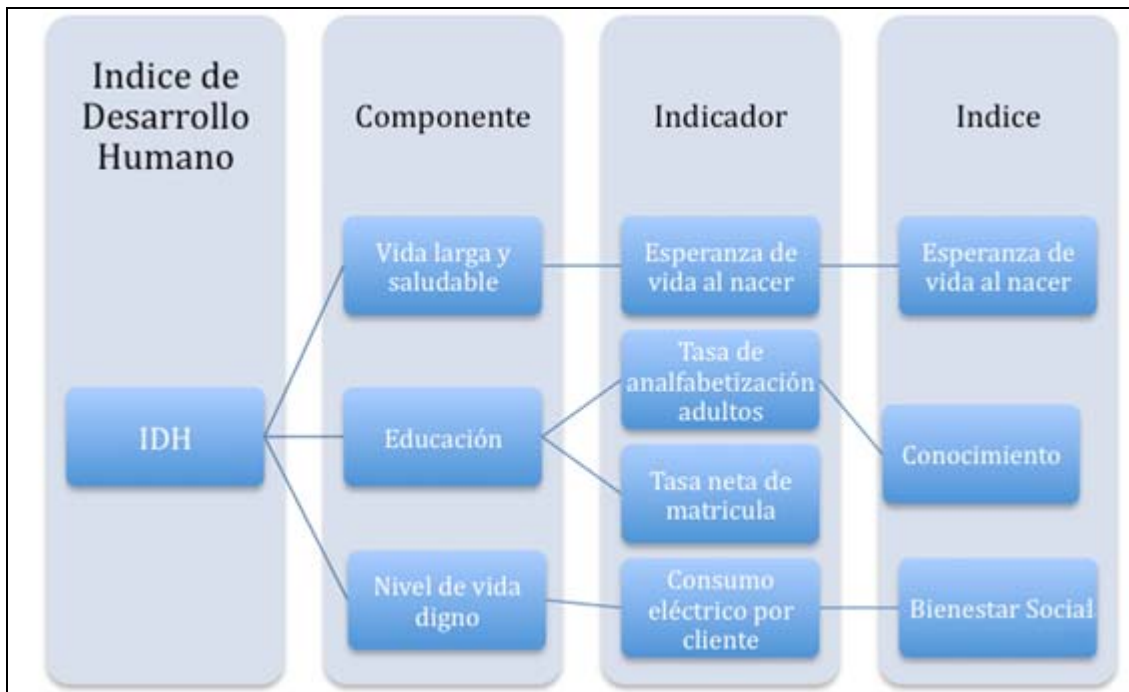 Indice de
Desarrollo
Humano
Componente
Indicador
Indice
IDH
Vida larga y
saludable
Educación
Nivel de vida
digno
Esperanza de
vida al nacer
Tasa de
analfabetización
adultos
Tasa neta de
matricula
Consumo
eléctrico por
cliente
Esperanza de
vida al nacer
Conocimiento
Bienestar Social